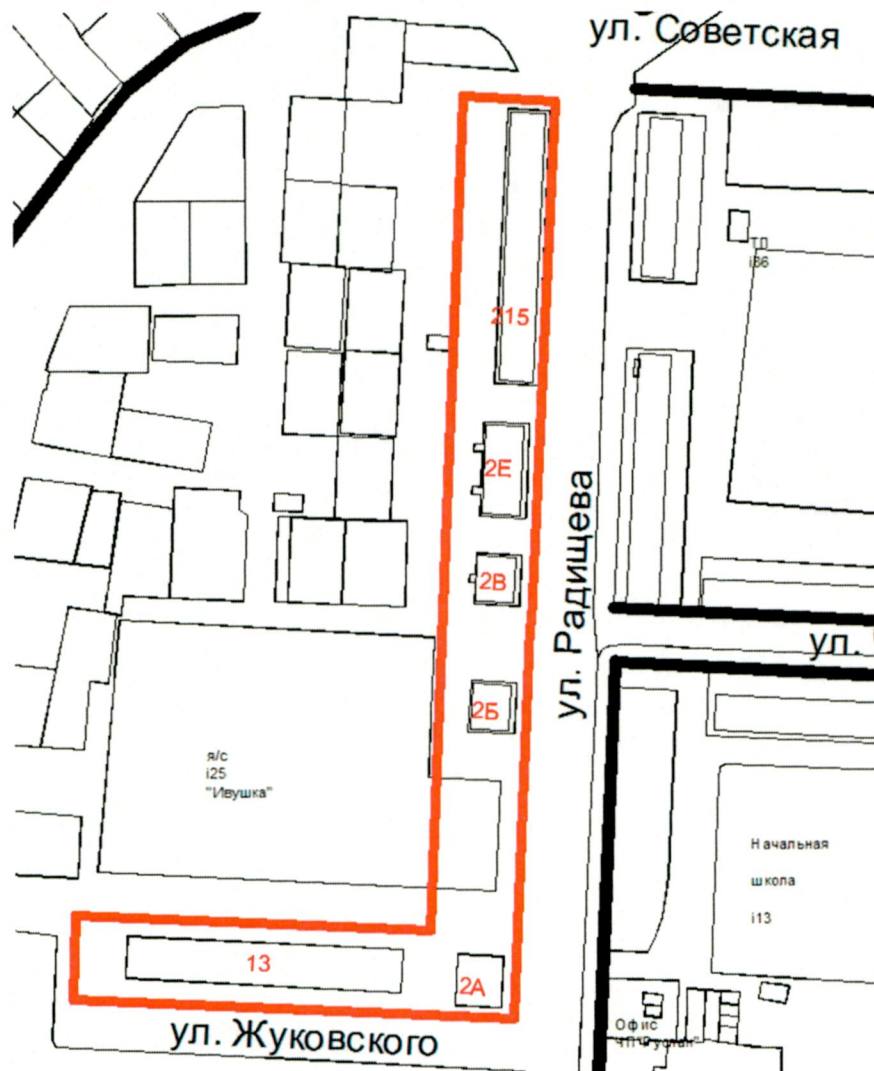 ул. Советская
ТП
i86
215
2Е
2В
ул. Радищева
ул.
2Б
я/с
i25
"Ивушка"
Начальная
школа
i13
13
2А
ул. Жуковского
Офис